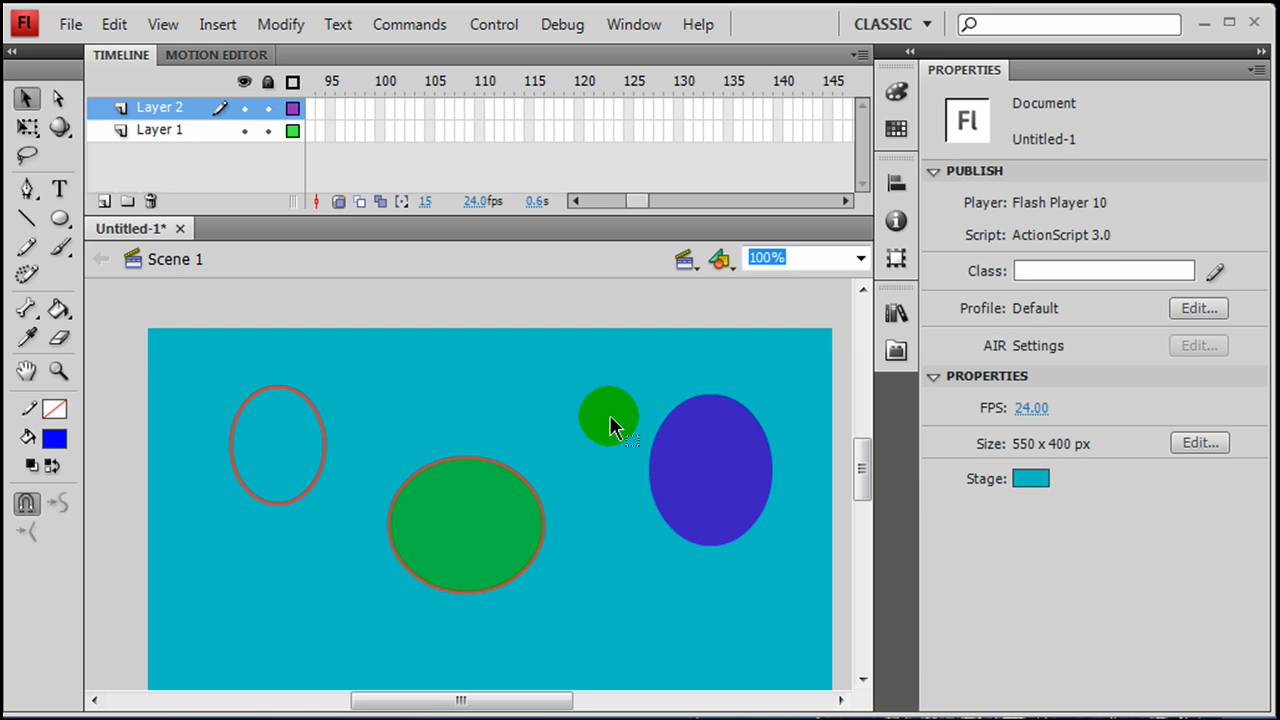 Fl File Edit View Insert Modify Text Commands Control Debug Window Help CLASSIC
TIMELINE MOTION EDITOR
95 100 105 110 115 120 125 130 135 140 145
Layer 2
Layer 1
15 24.0fps 0.6s
Untitled-1*
Scene 1 100%
T
PROPERTIES
Fl
Document
Untitled-1
PUBLISH
Player: Flash Player 10
Script: ActionScript 3.0
Class:
Profile: Default Edit...
AIR Settings Edit...
PROPERTIES
FPS: 24.00
Size: 550 x 400 px Edit...
Stage: